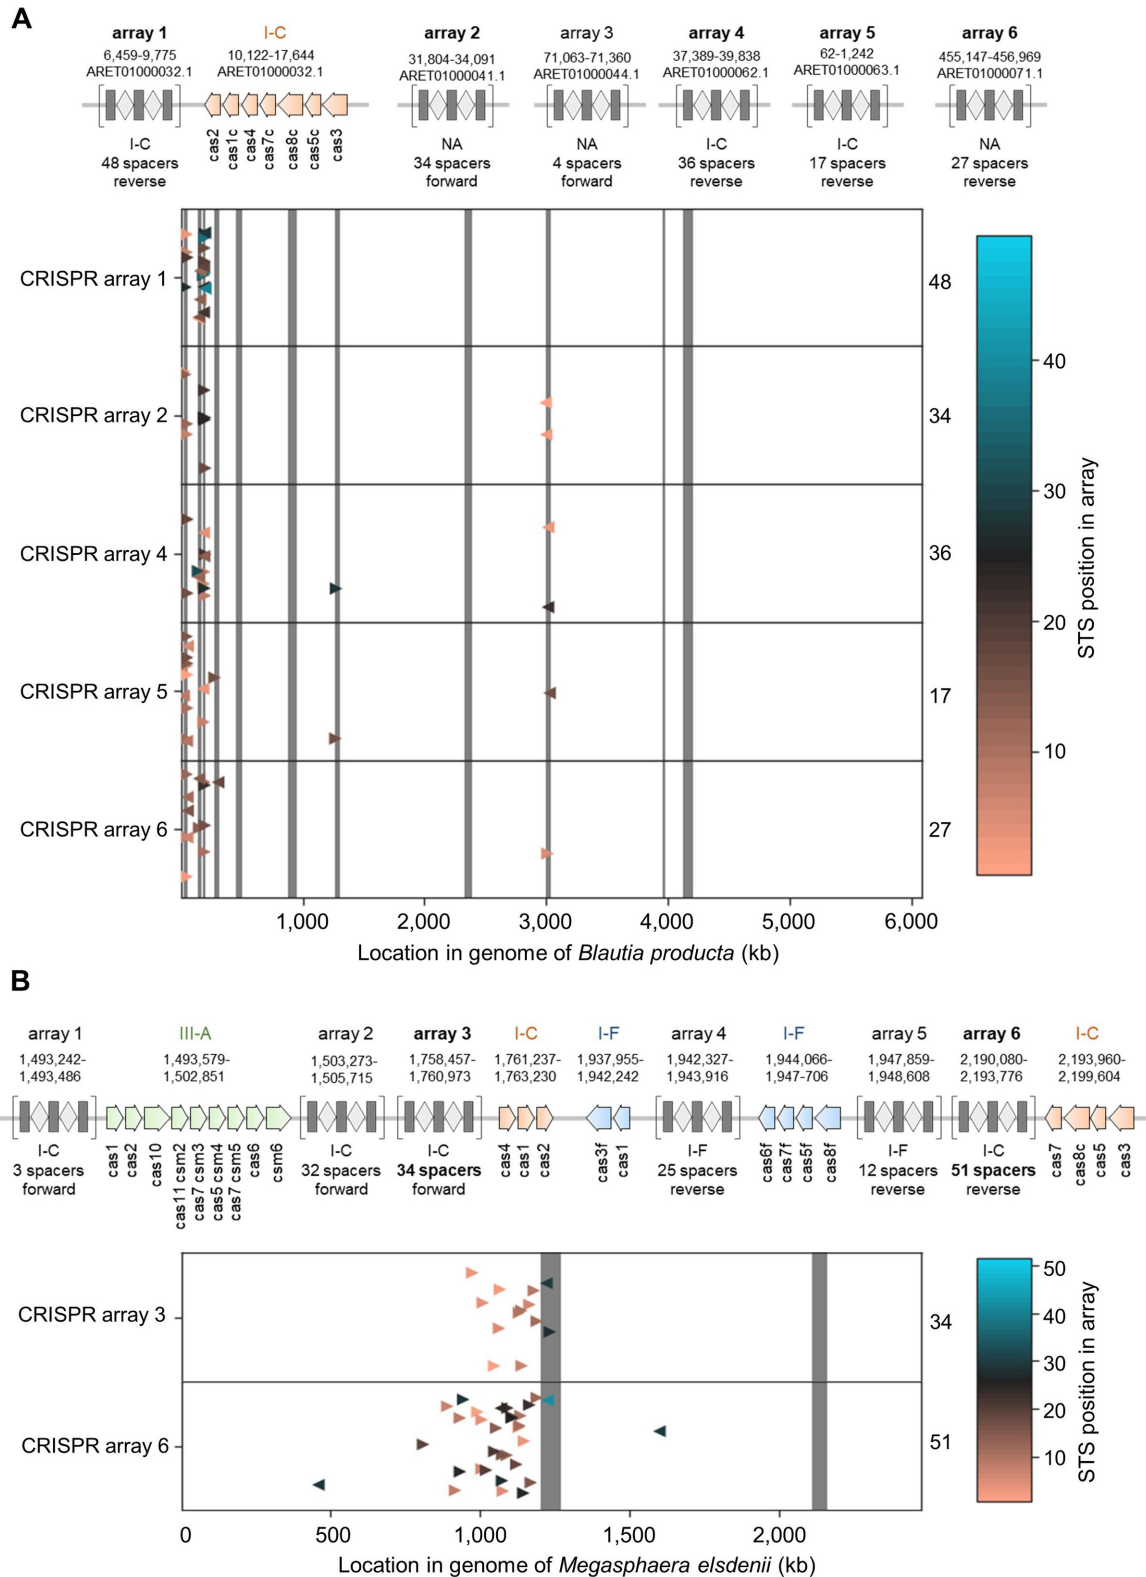 A
array 1 I-C array 2 array 3 array 4 array 5 array 6
6,459-9,775 10,122-17,644 31,804-34,091 71,063-71,360 37,389-39,838 62-1,242 455,147-456,969
ARET01000032.1 ARET01000032.1 ARET01000041.1 ARET01000044.1 ARET01000062.1 ARET01000063.1 ARET01000071.1
cas2 cas1c cas4 cas7c cas8c cas5c cas3
I-C NA NA I-C I-C NA
48 spacers 34 spacers 4 spacers 36 spacers 17 spacers 27 spacers
reverse forward forward reverse reverse reverse
CRISPR array 1 48
CRISPR array 2 34
CRISPR array 4 36
CRISPR array 5 17
CRISPR array 6 27
40
30
20
10
STS position in array
1,000 2,000 3,000 4,000 5,000 6,000
Location in genome of Blautia producta (kb)
B
array 1 III-A array 2 array 3 I-C I-F array 4 I-F array 5 array 6 I-C
1,493,242- 1,493,579- 1,503,273- 1,758,457- 1,761,237- 1,937,955- 1,942,327- 1,944,066- 1,947,859- 2,190,080- 2,193,960-
1,493,486 1,502,851 1,505,715 1,760,973 1,763,230 1,942,242 1,943,916 1,947-706 1,948,608 2,193,776 2,199,604
I-C I-C I-C I-F I-F I-C
3 spacers 32 spacers 34 spacers 25 spacers 12 spacers 51 spacers
forward forward forward reverse reverse reverse
cas1 cas2 cas10 cas11 csm2 cas7 csm3 cas5 csm4 cas7 csm5 cas6 csm6
cas4 cas1 cas2
cas3f cas1
cas6f cas7f cas5f cas8f
cas7 cas8c cas5 cas3
CRISPR array 3 34
CRISPR array 6 51
50
40
30
20
10
STS position in array
0 500 1,000 1,500 2,000
Location in genome of Megasphaera elsdenii (kb)